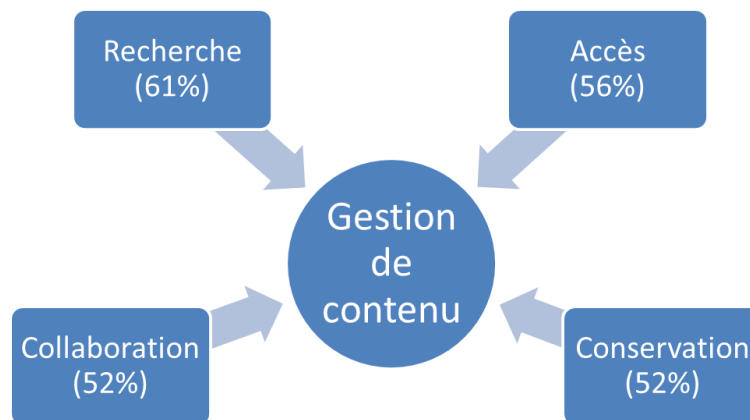 Recherche
(61%)
Accès
(56%)
Gestion
de
contenu
Collaboration
(52%)
Conservation
(52%)